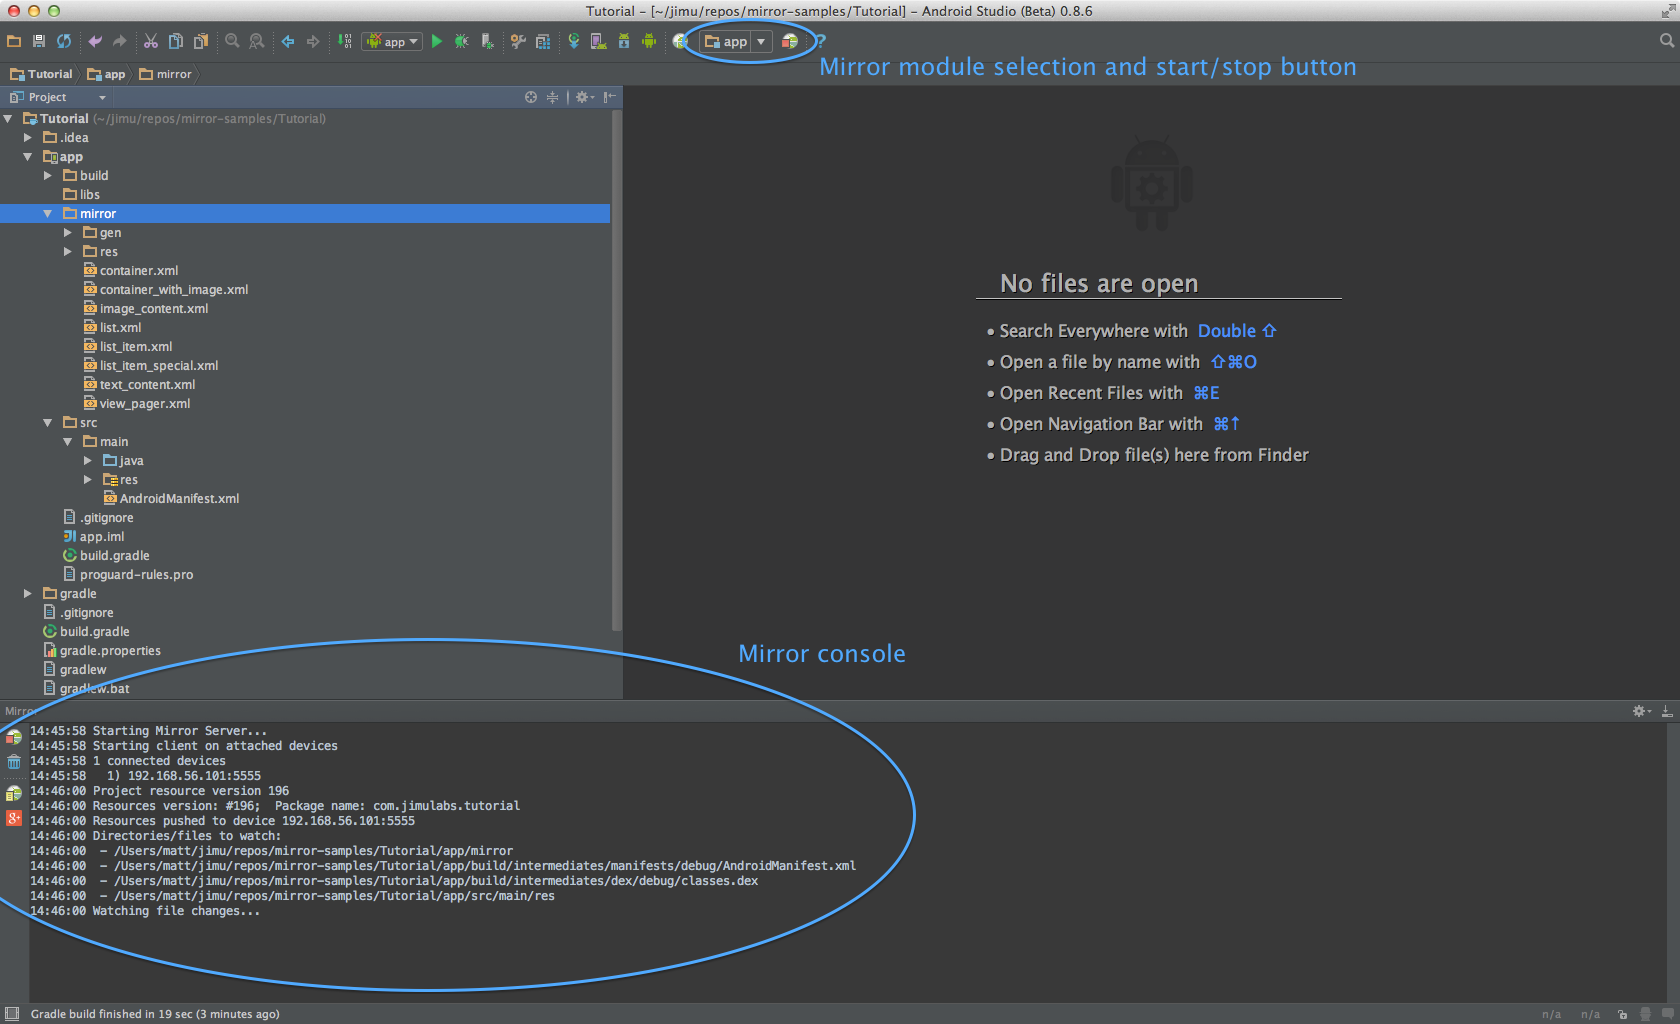 Tutorial - [~/jimu/repos/mirror-samples/Tutorial] - Android Studio (Beta) 0.8.6
app
app
?
Mirror module selection and start/stop button
Tutorial
app
mirror
Project
Tutorial (~/jimu/repos/mirror-samples/Tutorial)
.idea
app
build
libs
mirror
gen
res
container.xml
container_with_image.xml
image_content.xml
list.xml
list_item.xml
list_item_special.xml
text_content.xml
view_pager.xml
src
main
java
res
AndroidManifest.xml
.gitignore
app.iml
build.gradle
proguard-rules.pro
gradle
.gitignore
build.gradle
gradle.properties
gradlew
gradlew.bat
No files are open
• Search Everywhere with Double ⇧
• Open a file by name with ⇧⌘O
• Open Recent Files with ⌘E
• Open Navigation Bar with ⌘↑
• Drag and Drop file(s) here from Finder
Mirror console
Mirror
14:45:58 Starting Mirror Server...
14:45:58 Starting client on attached devices
14:45:58 1 connected devices
14:45:58   1) 192.168.56.101:5555
14:46:00 Project resource version 196
14:46:00 Resources version: #196;  Package name: com.jimulabs.tutorial
14:46:00 Resources pushed to device 192.168.56.101:5555
14:46:00 Directories/files to watch:
14:46:00  - /Users/matt/jimu/repos/mirror-samples/Tutorial/app/mirror
14:46:00  - /Users/matt/jimu/repos/mirror-samples/Tutorial/app/build/intermediates/manifests/debug/AndroidManifest.xml
14:46:00  - /Users/matt/jimu/repos/mirror-samples/Tutorial/app/build/intermediates/dex/debug/classes.dex
14:46:00  - /Users/matt/jimu/repos/mirror-samples/Tutorial/app/src/main/res
14:46:00 Watching file changes...
Gradle build finished in 19 sec (3 minutes ago)
n/a
n/a